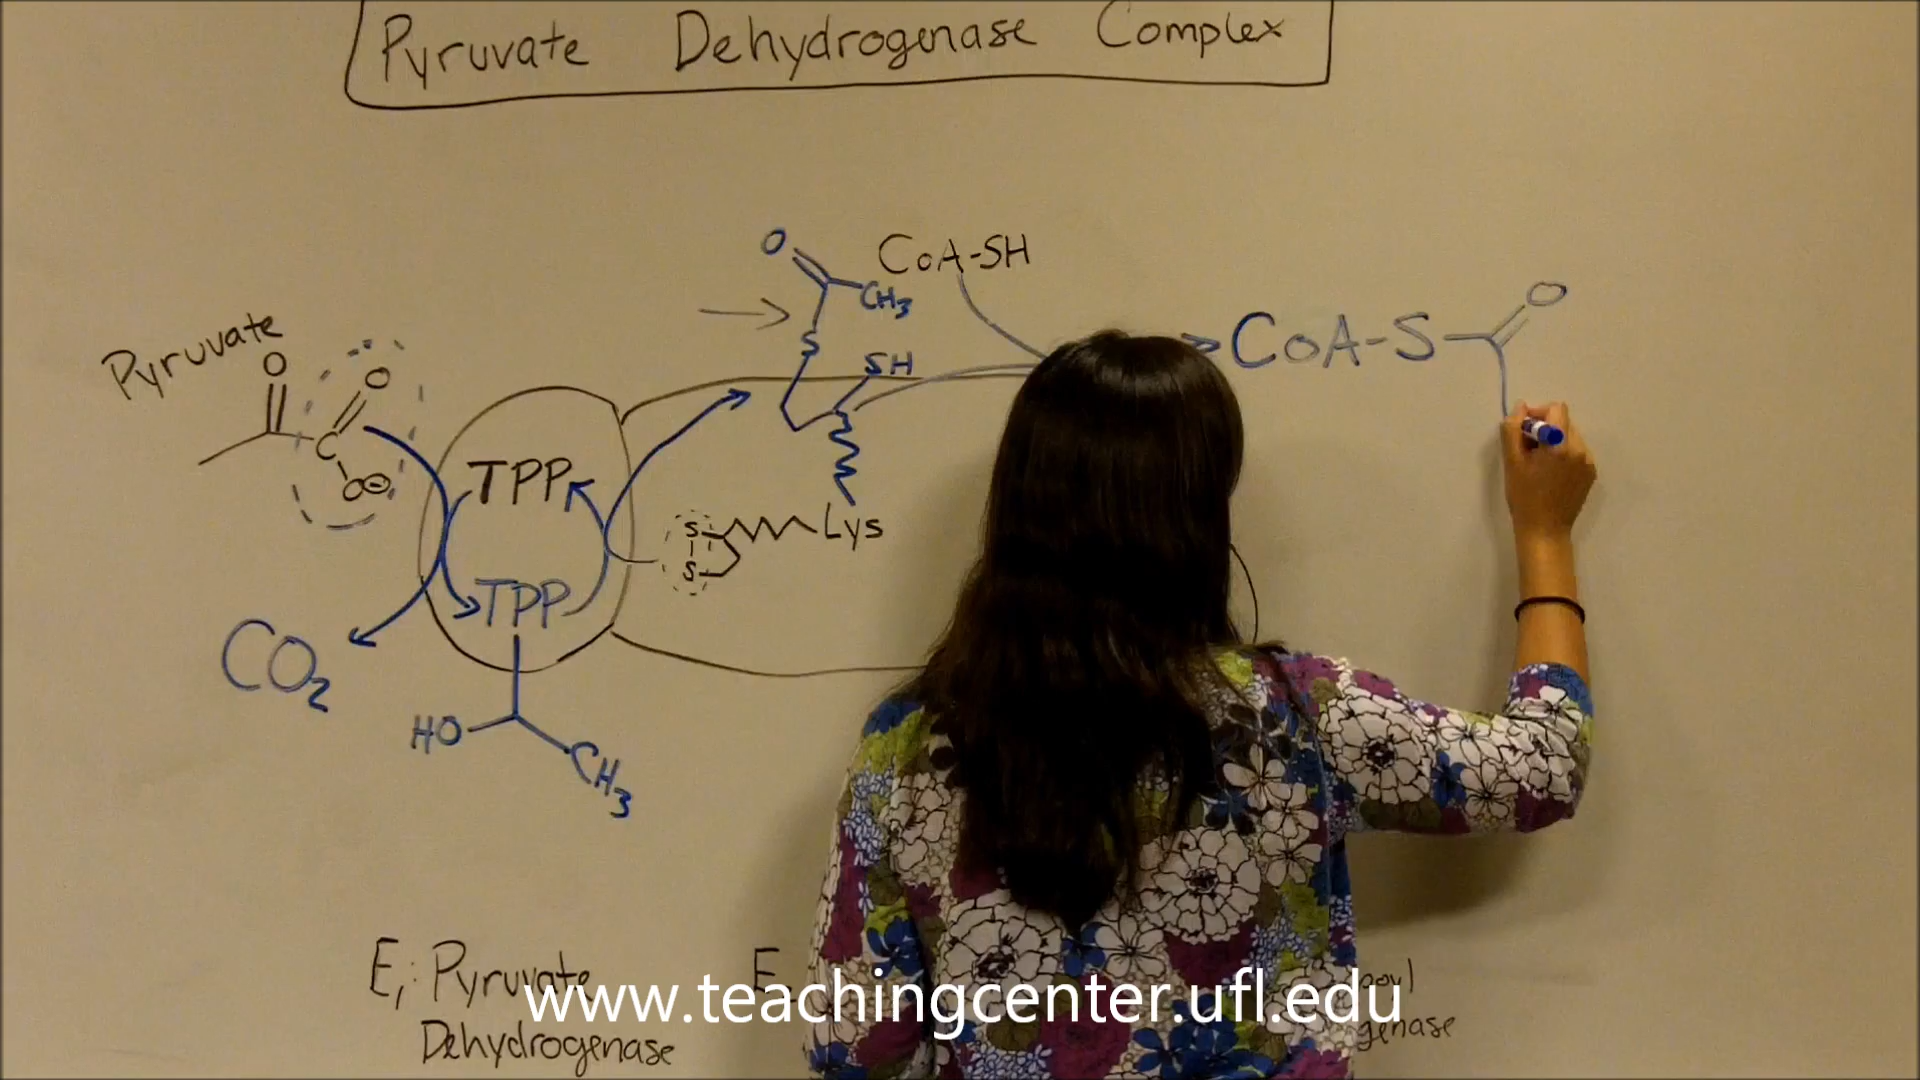 Pyruvate Dehydrogenase Complex
O
CoA-SH
CH3
Pyruvate
O
O
C
O⊖
SH
CoA-S
O
TPP
S
S
Lys
TPP
CO2
HO
CH3
E1: Pyruvate
Dehydrogenase
E
www.teachingcenter.ufl.edu